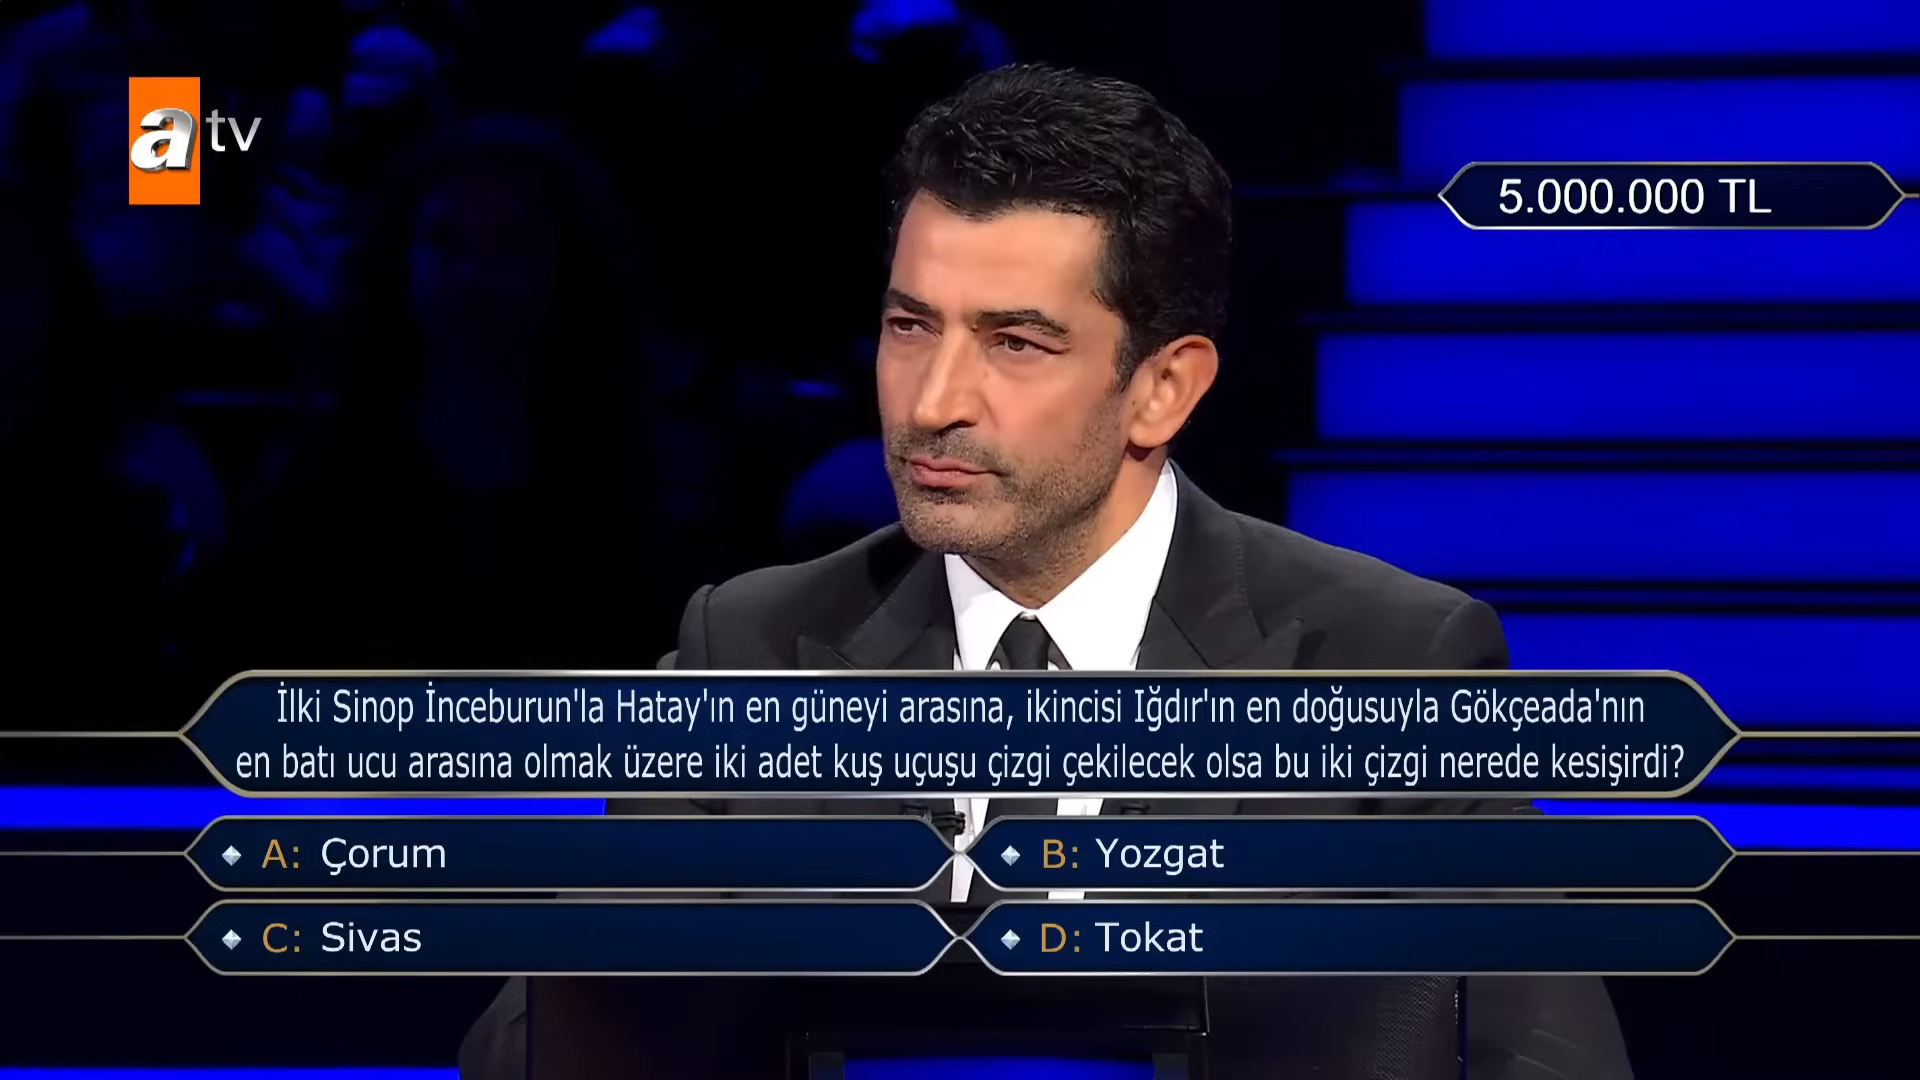 a tv
5.000.000 TL
İlki Sinop İnceburun'la Hatay'ın en güneyi arasına, ikincisi Iğdır'ın en doğusuyla Gökçeada'nın
en batı ucu arasına olmak üzere iki adet kuş uçuşu çizgi çekilecek olsa bu iki çizgi nerede kesişirdi?
A: Çorum
B: Yozgat
C: Sivas
D: Tokat